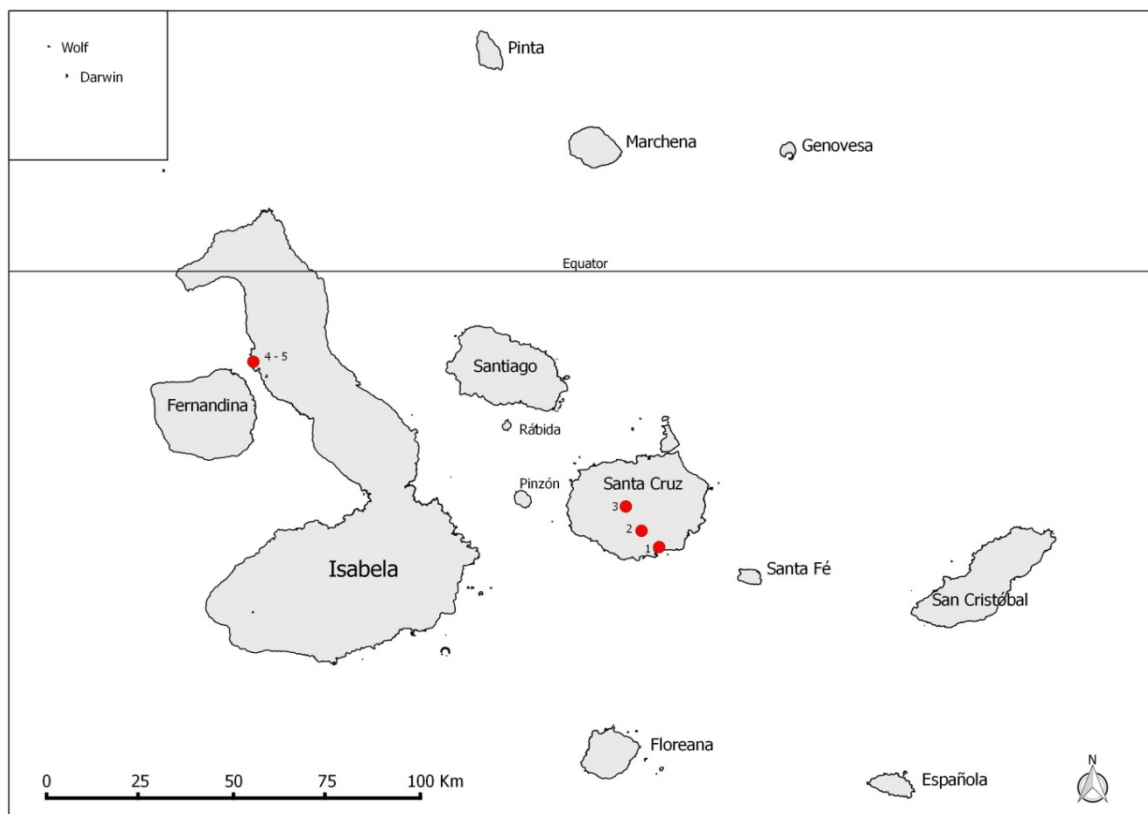 Wolf
Darwin
Pinta
Marchena
Genovesa
Equator
4 - 5
Santiago
Fernandina
Rábida
Pinzón
Santa Cruz
3
2
1
Isabela
Santa Fé
San Cristóbal
Floreana
Española
0 25 50 75 100 Km
N